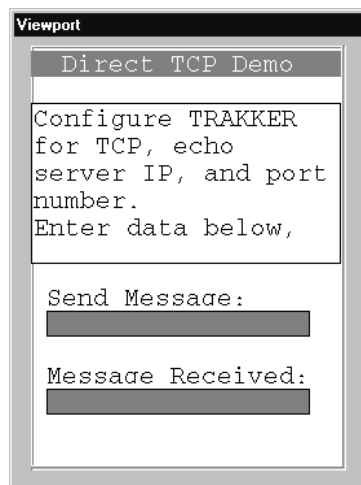 Viewport
Direct TCP Demo
Configure TRAKKER
for TCP, echo
server IP, and port
number.
Enter data below,
Send Message:
Message Received: